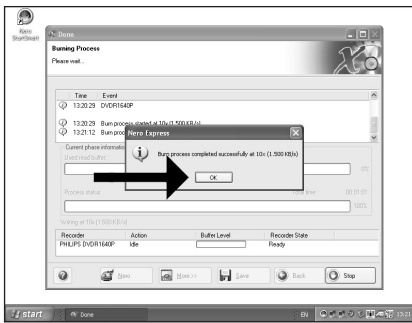 Nero
StartSmart
Done
Burning Process
Please wait...
Time Event
13:20:29 DVDR1640P
13:20:29 Burn process started at 10x (1.500 KB/s)
13:21:12 Burn proc
Nero Express
Burn process completed successfully at 10x (1.500 KB/s)
OK
Current phase informatio
Used read buffer
0%
Process status
Total time
00:01:01
100%
Writing at 10x (1.500 KB/s)
Recorder Action Buffer Level Recorder State
PHILIPS DVDR1640P Idle Ready
Nero More >> Save Back Stop
start Done EN 13:21